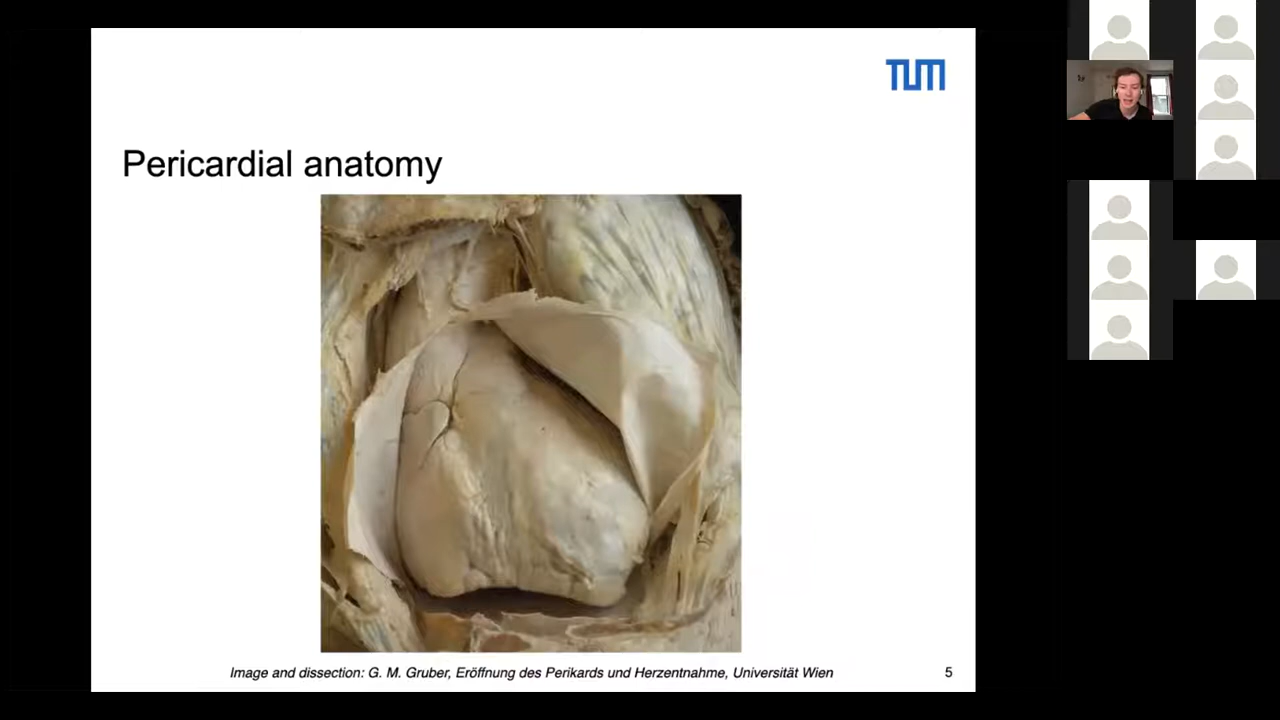 TUM
Pericardial anatomy
Image and dissection: G. M. Gruber, Eröffnung des Perikards und Herzentnahme, Universität Wien
5